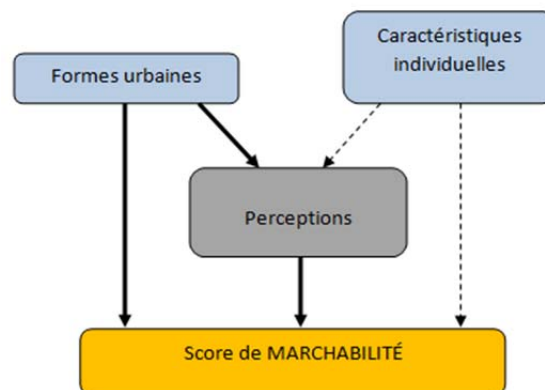 Formes urbaines
Caractéristiques
individuelles
Perceptions
Score de MARCHABILITÉ